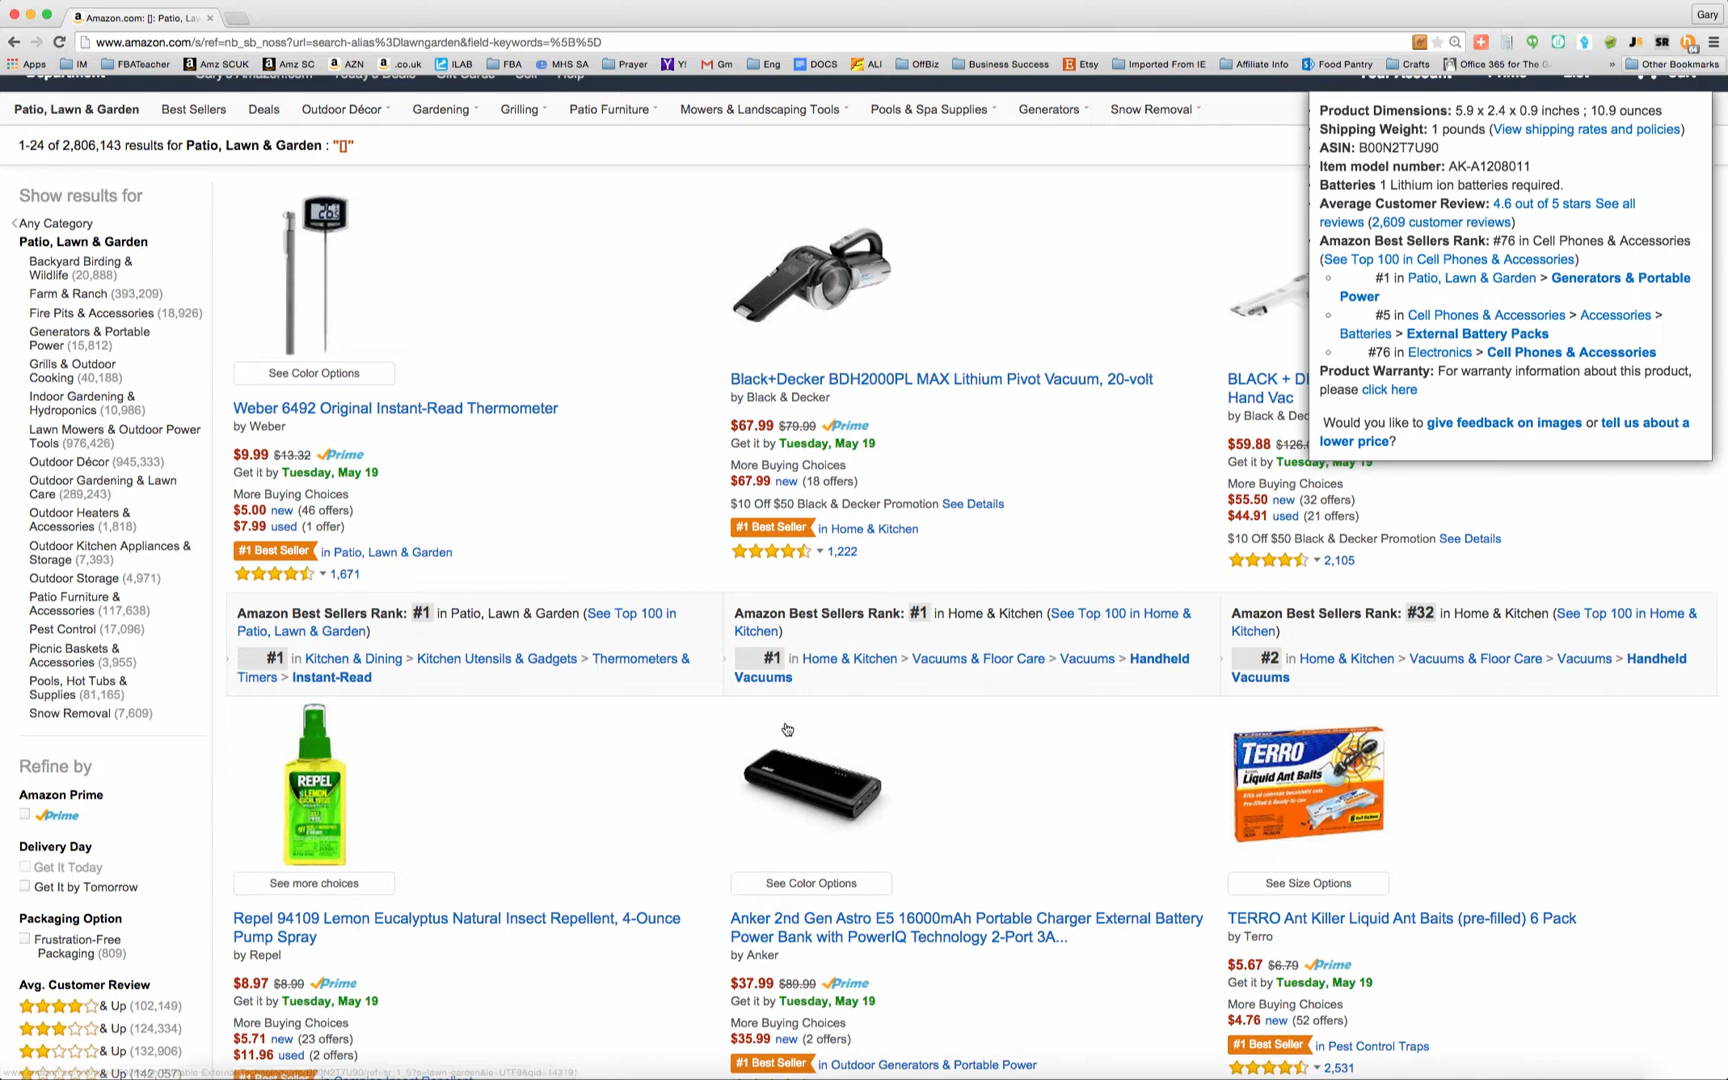 Amazon.com: []: Patio, Law
Gary
www.amazon.com/s/ref=nb_sb_noss?url=search-alias%3Dlawngarden&field-keywords=%5B%5D
Apps IM FBATeacher Amz SCUK Amz SC AZN .co.uk ILAB FBA MHS SA Prayer Y! Gm Eng DOCS ALI OffBiz Business Success Etsy Imported From IE Affiliate Info Food Pantry Crafts Office 365 for The » Other Bookmarks
Patio, Lawn & Garden Best Sellers Deals Outdoor Décor Gardening Grilling Patio Furniture Mowers & Landscaping Tools Pools & Spa Supplies Generators Snow Removal
1-24 of 2,806,143 results for Patio, Lawn & Garden : "[]"
Show results for
Any Category
Patio, Lawn & Garden
Backyard Birding &
Wildlife (20,888)
Farm & Ranch (393,209)
Fire Pits & Accessories (18,926)
Generators & Portable
Power (15,812)
Grills & Outdoor
Cooking (40,188)
Indoor Gardening &
Hydroponics (10,986)
Lawn Mowers & Outdoor Power
Tools (976,426)
Outdoor Décor (945,333)
Outdoor Gardening & Lawn
Care (289,243)
Outdoor Heaters &
Accessories (1,818)
Outdoor Kitchen Appliances &
Storage (7,393)
Outdoor Storage (4,971)
Patio Furniture &
Accessories (117,638)
Pest Control (17,096)
Picnic Baskets &
Accessories (3,955)
Pools, Hot Tubs &
Supplies (81,165)
Snow Removal (7,609)
Refine by
Amazon Prime
Prime
Delivery Day
Get It Today
Get It by Tomorrow
Packaging Option
Frustration-Free
Packaging (809)
Avg. Customer Review
& Up (102,149)
& Up (124,334)
& Up (132,906)
& Up (142,057)
See Color Options
Weber 6492 Original Instant-Read Thermometer
by Weber
$9.99 $13.32 Prime
Get it by Tuesday, May 19
More Buying Choices
$5.00 new (46 offers)
$7.99 used (1 offer)
#1 Best Seller in Patio, Lawn & Garden
1,671
Black+Decker BDH2000PL MAX Lithium Pivot Vacuum, 20-volt
by Black & Decker
$67.99 $79.99 Prime
Get it by Tuesday, May 19
More Buying Choices
$67.99 new (18 offers)
$10 Off $50 Black & Decker Promotion See Details
#1 Best Seller in Home & Kitchen
1,222
BLACK + D
Hand Vac
by Black & Dec
$59.88 $126.
Get it by Tuesday, May 19
More Buying Choices
$55.50 new (32 offers)
$44.91 used (21 offers)
$10 Off $50 Black & Decker Promotion See Details
2,105
Product Dimensions: 5.9 x 2.4 x 0.9 inches ; 10.9 ounces
Shipping Weight: 1 pounds (View shipping rates and policies)
ASIN: B00N2T7U90
Item model number: AK-A1208011
Batteries 1 Lithium ion batteries required.
Average Customer Review: 4.6 out of 5 stars See all
reviews (2,609 customer reviews)
Amazon Best Sellers Rank: #76 in Cell Phones & Accessories
(See Top 100 in Cell Phones & Accessories)
#1 in Patio, Lawn & Garden > Generators & Portable
Power
#5 in Cell Phones & Accessories > Accessories >
Batteries > External Battery Packs
#76 in Electronics > Cell Phones & Accessories
Product Warranty: For warranty information about this product,
please click here
Would you like to give feedback on images or tell us about a
lower price?
Amazon Best Sellers Rank: #1 in Patio, Lawn & Garden (See Top 100 in
Patio, Lawn & Garden)
#1 in Kitchen & Dining > Kitchen Utensils & Gadgets > Thermometers &
Timers > Instant-Read
Amazon Best Sellers Rank: #1 in Home & Kitchen (See Top 100 in Home &
Kitchen)
#1 in Home & Kitchen > Vacuums & Floor Care > Vacuums > Handheld
Vacuums
Amazon Best Sellers Rank: #32 in Home & Kitchen (See Top 100 in Home &
Kitchen)
#2 in Home & Kitchen > Vacuums & Floor Care > Vacuums > Handheld
Vacuums
REPEL
See more choices
Repel 94109 Lemon Eucalyptus Natural Insect Repellent, 4-Ounce
Pump Spray
by Repel
$8.97 $8.99 Prime
Get it by Tuesday, May 19
More Buying Choices
$5.71 new (23 offers)
$11.96 used (2 offers)
See Color Options
Anker 2nd Gen Astro E5 16000mAh Portable Charger External Battery
Power Bank with PowerIQ Technology 2-Port 3A...
by Anker
$37.99 $89.99 Prime
Get it by Tuesday, May 19
More Buying Choices
$35.99 new (2 offers)
#1 Best Seller in Outdoor Generators & Portable Power
TERRO
Liquid Ant Baits
See Size Options
TERRO Ant Killer Liquid Ant Baits (pre-filled) 6 Pack
by Terro
$5.67 $6.79 Prime
Get it by Tuesday, May 19
More Buying Choices
$4.76 new (52 offers)
#1 Best Seller in Pest Control Traps
2,531